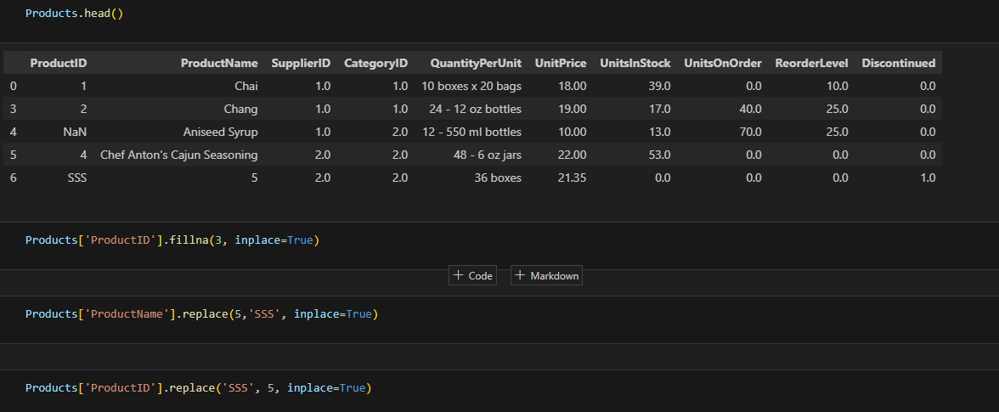 Products.head()
ProductID ProductName SupplierID CategoryID QuantityPerUnit UnitPrice UnitsInStock UnitsOnOrder ReorderLevel Discontinued
0 1 Chai 1.0 1.0 10 boxes x 20 bags 18.00 39.0 0.0 10.0 0.0
3 2 Chang 1.0 1.0 24 - 12 oz bottles 19.00 17.0 40.0 25.0 0.0
4 NaN Aniseed Syrup 1.0 2.0 12 - 550 ml bottles 10.00 13.0 70.0 25.0 0.0
5 4 Chef Anton's Cajun Seasoning 2.0 2.0 48 - 6 oz jars 22.00 53.0 0.0 0.0 0.0
6 SSS 5 2.0 2.0 36 boxes 21.35 0.0 0.0 0.0 1.0
Products['ProductID'].fillna(3, inplace=True)
+ Code + Markdown
Products['ProductName'].replace(5,'SSS', inplace=True)
Products['ProductID'].replace('SSS', 5, inplace=True)